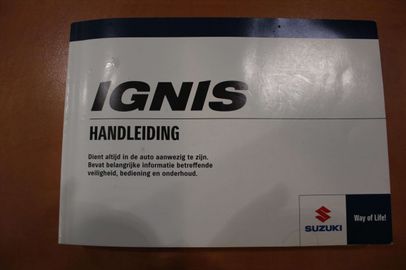 IGNIS
HANDLEIDING
Dient altijd in de auto aanwezig te zijn.
Bevat belangrijke informatie betreffende
veiligheid, bediening en onderhoud.
SUZUKI
Way of Life!